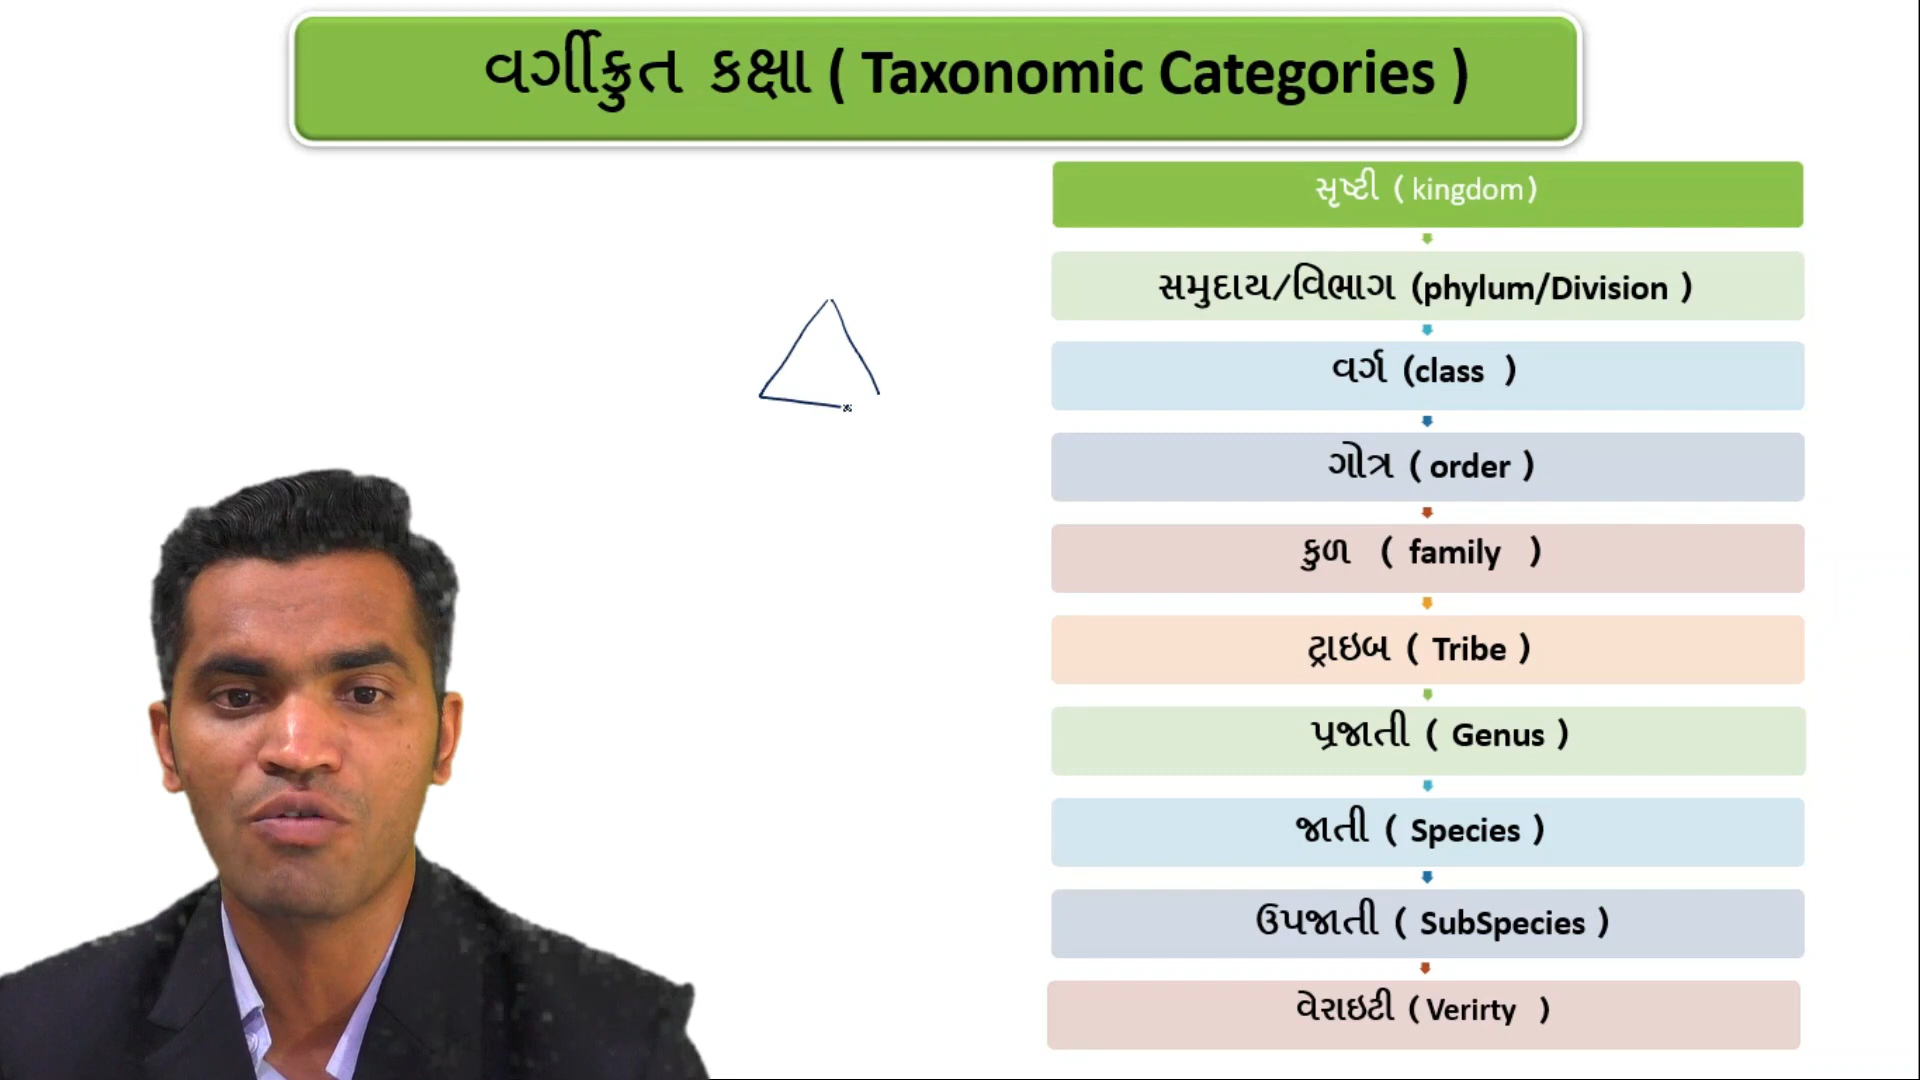 વર્ગીક્રુત કક્ષા ( Taxonomic Categories )
સૃષ્ટી ( kingdom)
સમુદાય/વિભાગ (phylum/Division )
વર્ગ (class )
ગોત્ર ( order )
કુળ ( family )
ટ્રાઇબ ( Tribe )
પ્રજાતી ( Genus )
જાતી ( Species )
ઉપજાતી ( SubSpecies )
વેરાઇટી ( Verirty )